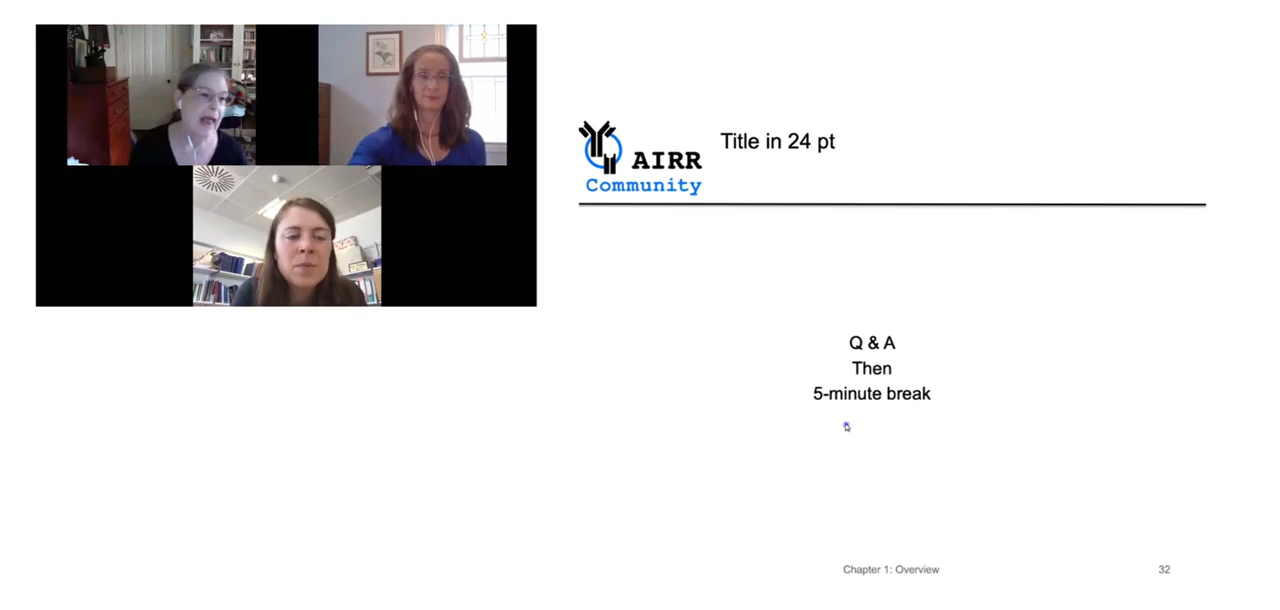 AIRR
Community
Title in 24 pt
Q & A
Then
5-minute break
Chapter 1: Overview
32